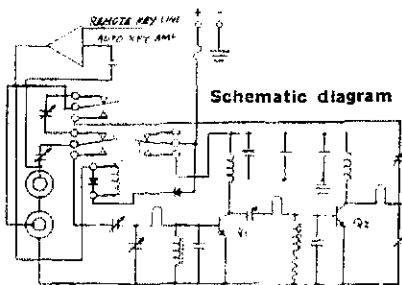 REMOTE KEY LINE
AUTO KEY AMP
+ -
Schematic diagram
Q1
Q2